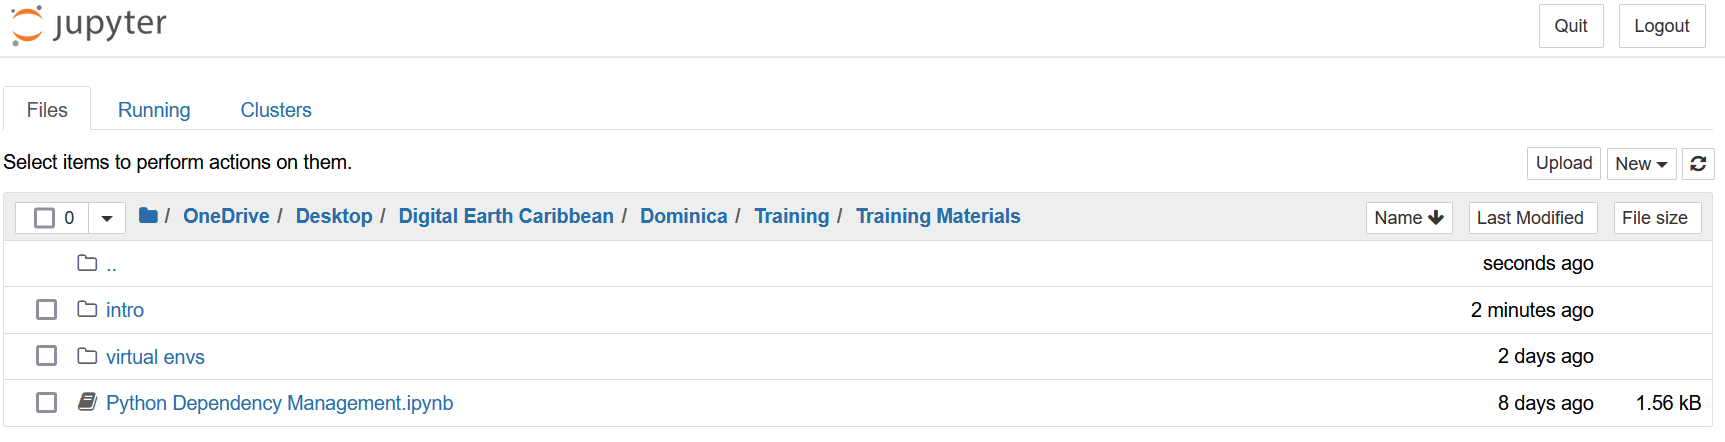 jupyter Quit Logout
Files Running Clusters
Select items to perform actions on them. Upload New
0 / OneDrive / Desktop / Digital Earth Caribbean / Dominica / Training / Training Materials Name Last Modified File size
.. seconds ago
intro 2 minutes ago
virtual envs 2 days ago
Python Dependency Management.ipynb 8 days ago 1.56 kB